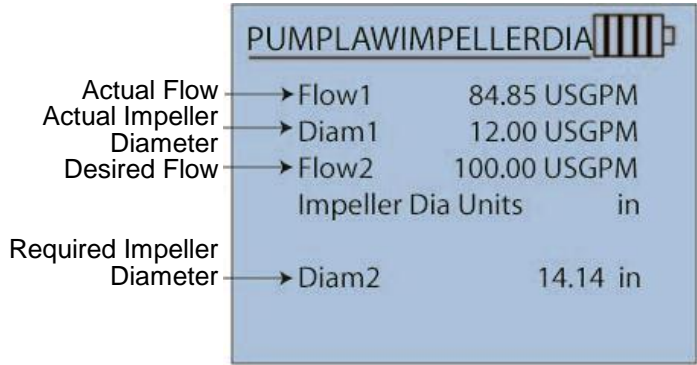 PUMPLAWIMPELLERDIA
Actual Flow
Flow1 84.85 USGPM
Actual Impeller
Diameter
Diam1 12.00 USGPM
Desired Flow
Flow2 100.00 USGPM
Impeller Dia Units in
Required Impeller
Diameter
Diam2 14.14 in